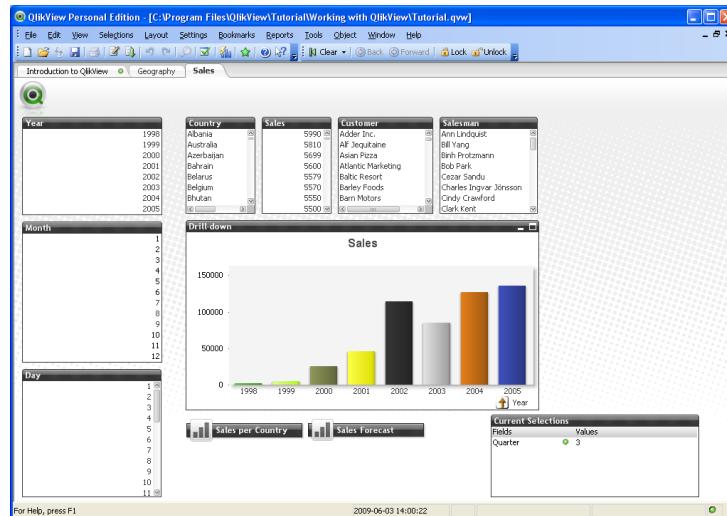 QlikView Personal Edition - [C:\Program Files\QlikView\Tutorial\Working with QlikView\Tutorial.qvw]
File Edit View Selections Layout Settings Bookmarks Reports Tools Object Window Help
Clear Back Forward Lock Unlock
Introduction to QlikView Geography Sales
Year
1998
1999
2000
2001
2002
2003
2004
2005
Month
1
2
3
4
5
6
7
8
9
10
11
12
Day
1
2
3
4
5
6
7
8
9
10
11
Country
Albania
Australia
Azerbaijan
Bahrain
Belarus
Belgium
Bhutan
Sales
5990
5810
5699
5600
5579
5570
5550
5500
Customer
Adder Inc.
Alf Jequitaine
Asian Pizza
Atlantic Marketing
Baltic Resort
Barley Foods
Barn Motors
Salesman
Ann Lindquist
Bill Yang
Binh Protzmann
Bob Park
Cezar Sandu
Charles Ingvar Jönsson
Cindy Crawford
Clark Kent
Drill-down
Sales
150000
100000
50000
0
1998 1999 2000 2001 2002 2003 2004 2005
Year
Sales per Country
Sales Forecast
Current Selections
Fields Values
Quarter 3
For Help, press F1
2009-06-03 14:00:22